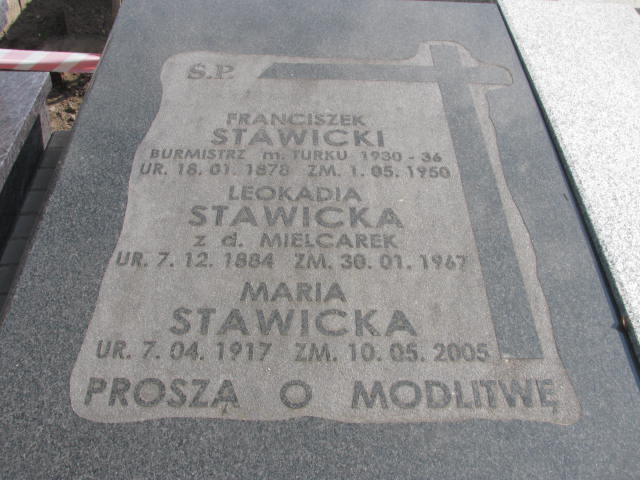 Ś.P.
FRANCISZEK
STAWICKI
BURMISTRZ m. TURKU 1930 - 36
UR. 18. 01. 1878 ZM. 1. 05. 1950
LEOKADIA
STAWICKA
z d. MIELCAREK
UR. 7. 12. 1884 ZM. 30. 01. 1967
MARIA
STAWICKA
UR. 7. 04. 1917 ZM. 10. 05. 2005
PROSZĄ O MODLITWĘ